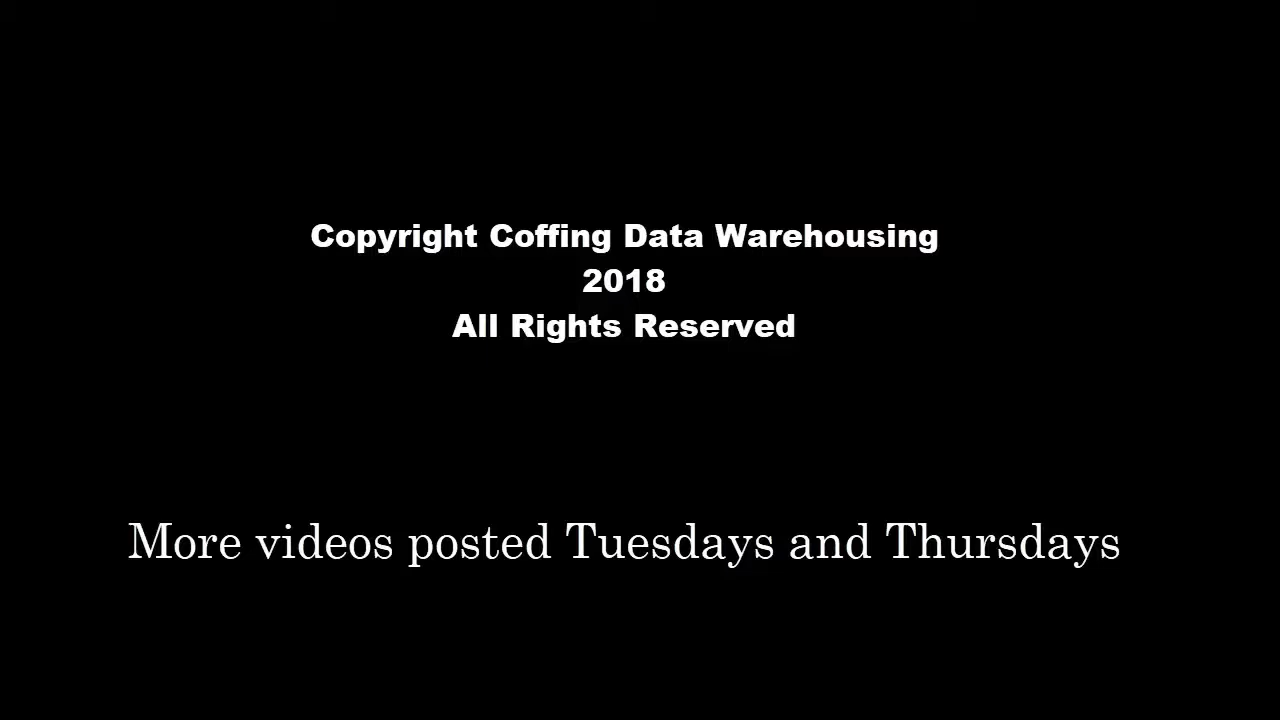 Copyright Coffing Data Warehousing
2018
All Rights Reserved
More videos posted Tuesdays and Thursdays